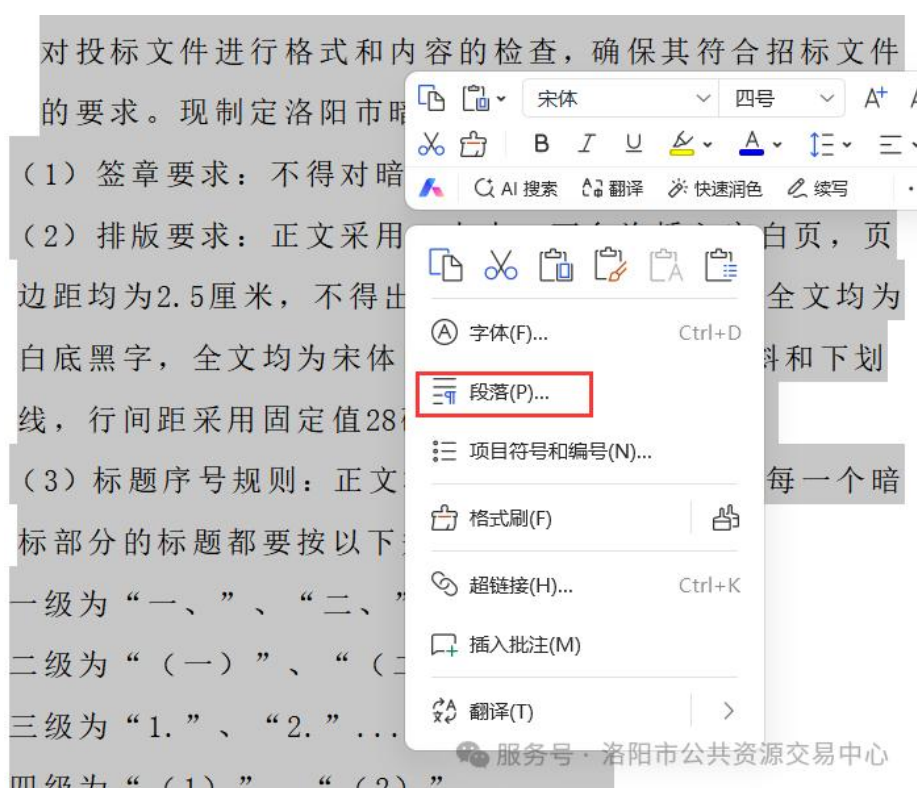 对投标文件进行格式和内容的检查，确保其符合招标文件
的要求。现制定洛阳市暗
宋体
四号
A+
B I U
A
AI 搜索 翻译 快速润色 续写
（1）签章要求：不得对暗
（2）排版要求：正文采用
白页，页
边距均为2.5厘米，不得出
全文均为
白底黑字，全文均为宋体
和下划
线，行间距采用固定值28
（3）标题序号规则：正文
每一个暗
标部分的标题都要按以下
一级为“一、”、“二、”
二级为“（一）”、“（二
三级为“1.”、“2.”...
四级为“（1）”、“（2）”
字体(F)... Ctrl+D
段落(P)...
项目符号和编号(N)...
格式刷(F)
超链接(H)... Ctrl+K
插入批注(M)
翻译(T)
服务号 · 洛阳市公共资源交易中心